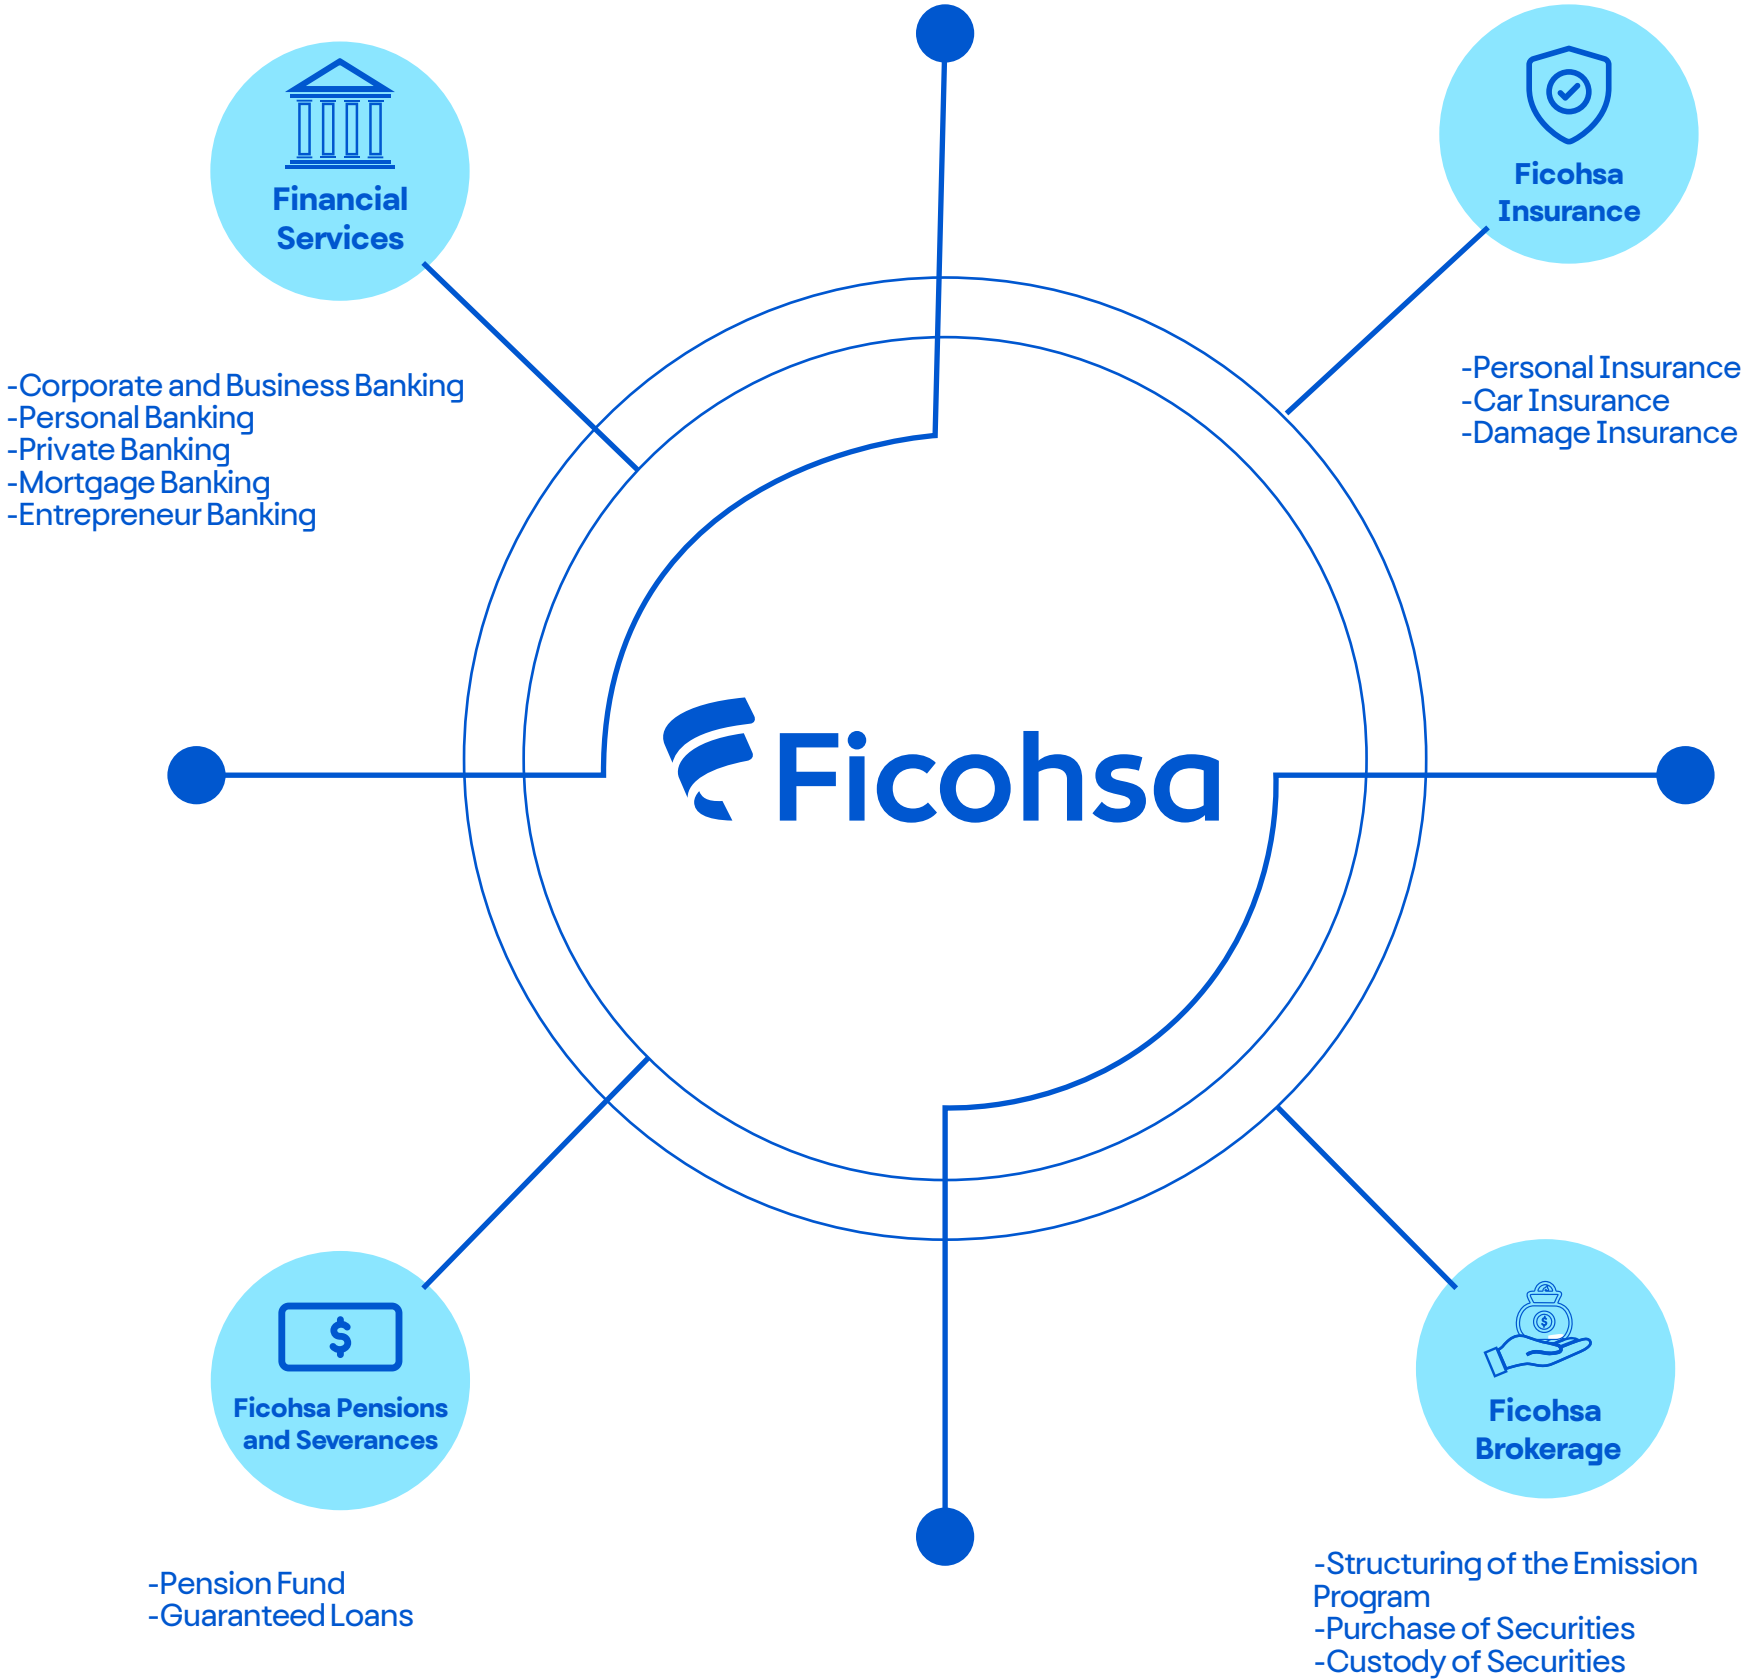 Financial
Services
-Corporate and Business Banking
-Personal Banking
-Private Banking
-Mortgage Banking
-Entrepreneur Banking
Ficohsa
Insurance
-Personal Insurance
-Car Insurance
-Damage Insurance
Ficohsa
$
Ficohsa Pensions
and Severances
-Pension Fund
-Guaranteed Loans
$
Ficohsa
Brokerage
-Structuring of the Emission
Program
-Purchase of Securities
-Custody of Securities